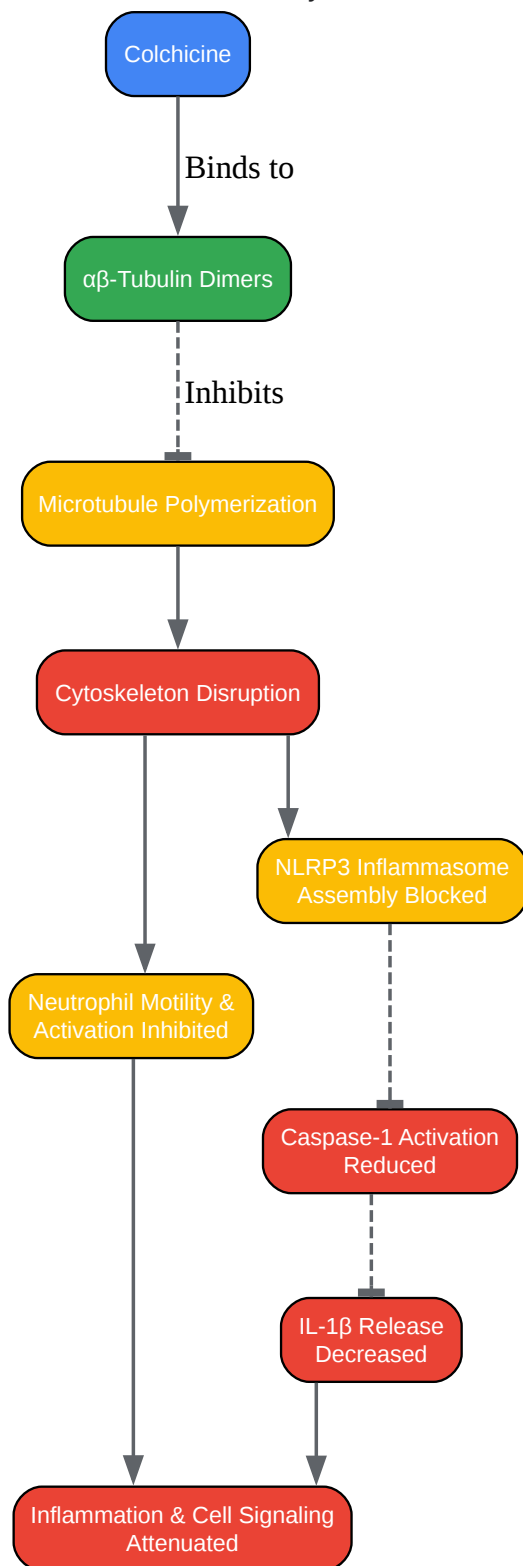 Colchicine
Binds to
αβ-Tubulin Dimers
Inhibits
Microtubule Polymerization
Cytoskeleton Disruption
NLRP3 Inflammasome
Assembly Blocked
Neutrophil Motility &
Activation Inhibited
Caspase-1 Activation
Reduced
IL-1β Release
Decreased
Inflammation & Cell Signaling
Attenuated